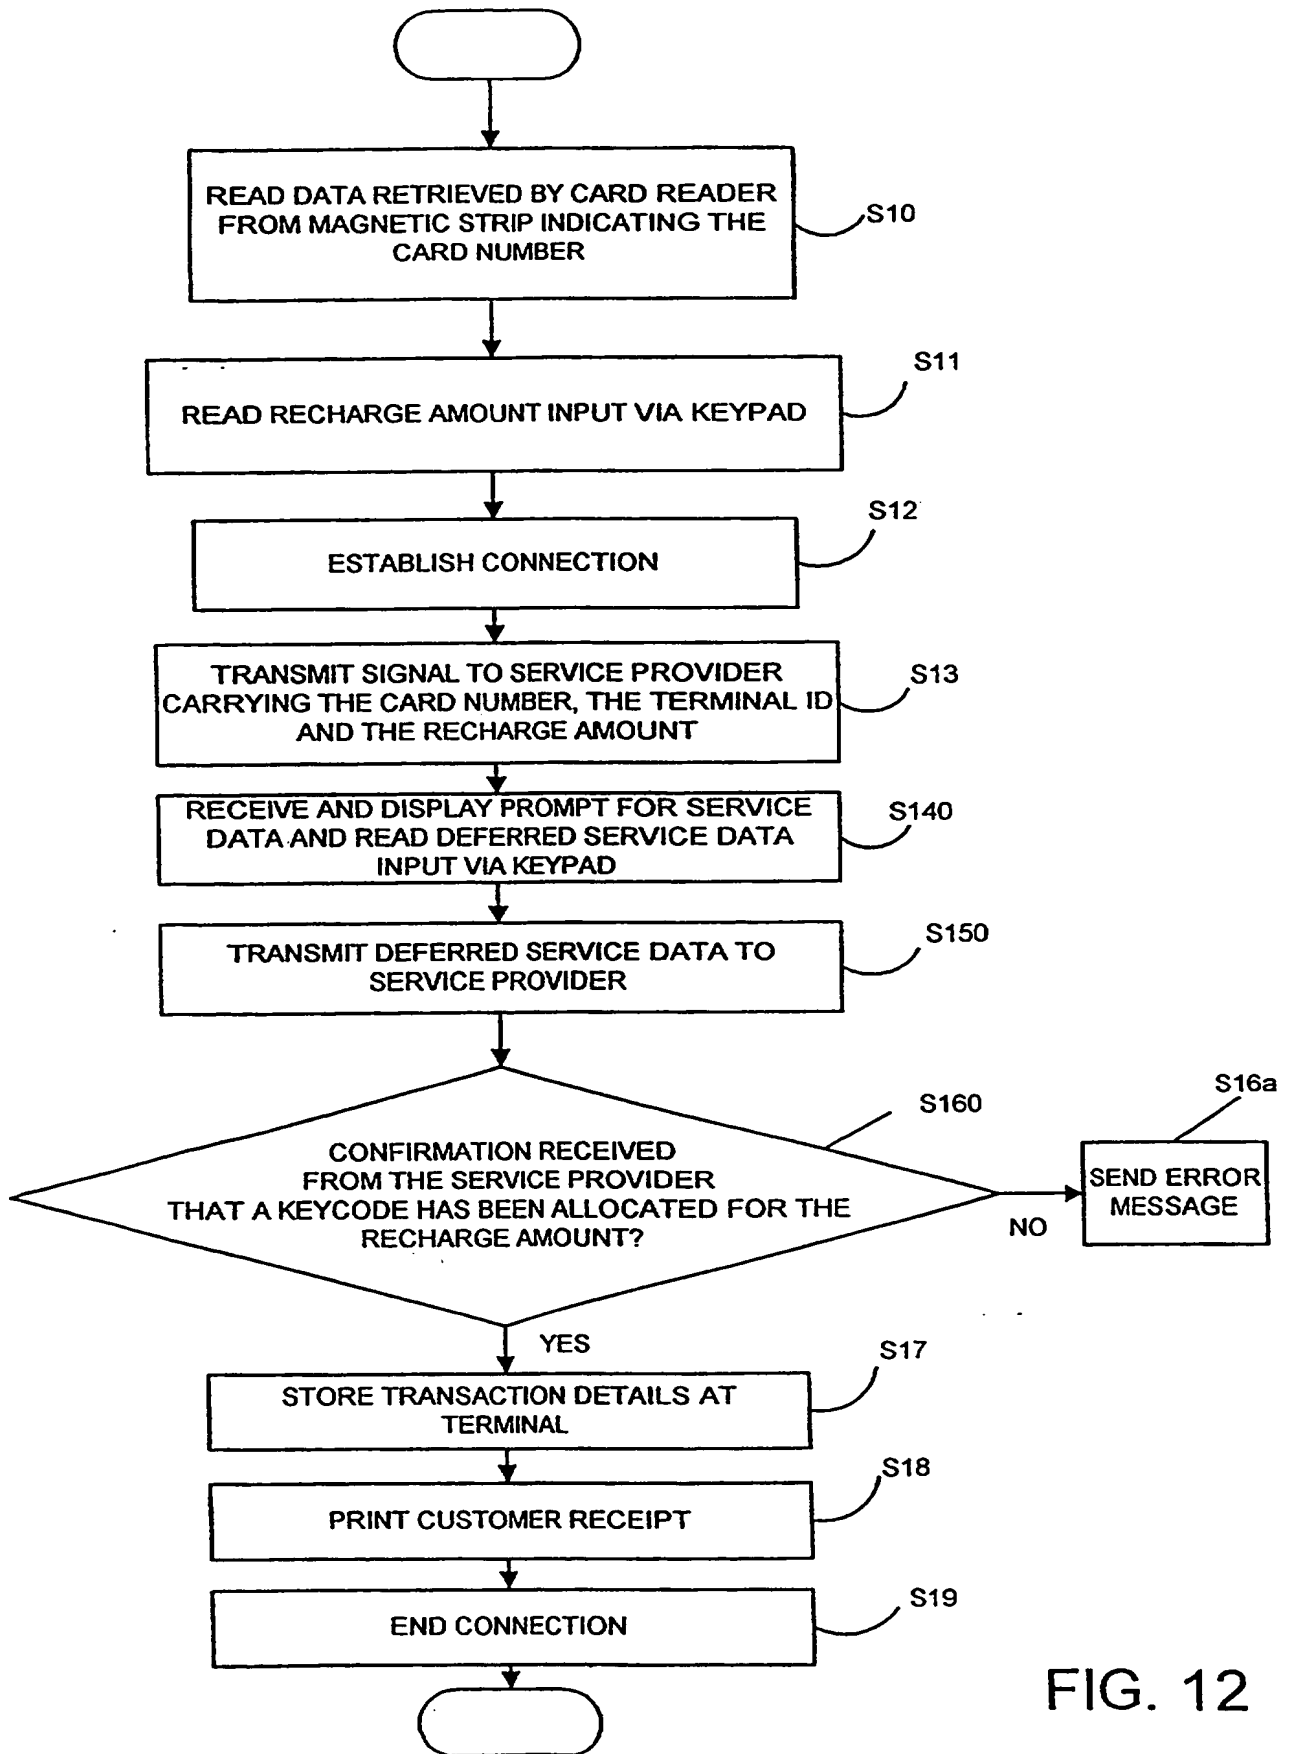 READ DATA RETRIEVED BY CARD READER
FROM MAGNETIC STRIP INDICATING THE
CARD NUMBER
S10
S11
READ RECHARGE AMOUNT INPUT VIA KEYPAD
S12
ESTABLISH CONNECTION
TRANSMIT SIGNAL TO SERVICE PROVIDER
CARRYING THE CARD NUMBER, THE TERMINAL ID
AND THE RECHARGE AMOUNT
S13
RECEIVE AND DISPLAY PROMPT FOR SERVICE
DATA AND READ DEFERRED SERVICE DATA
INPUT VIA KEYPAD
S140
TRANSMIT DEFERRED SERVICE DATA TO
SERVICE PROVIDER
S150
S160
S16a
CONFIRMATION RECEIVED
FROM THE SERVICE PROVIDER
THAT A KEYCODE HAS BEEN ALLOCATED FOR THE
RECHARGE AMOUNT?
NO
SEND ERROR
MESSAGE
YES
S17
STORE TRANSACTION DETAILS AT
TERMINAL
S18
PRINT CUSTOMER RECEIPT
S19
END CONNECTION
FIG. 12